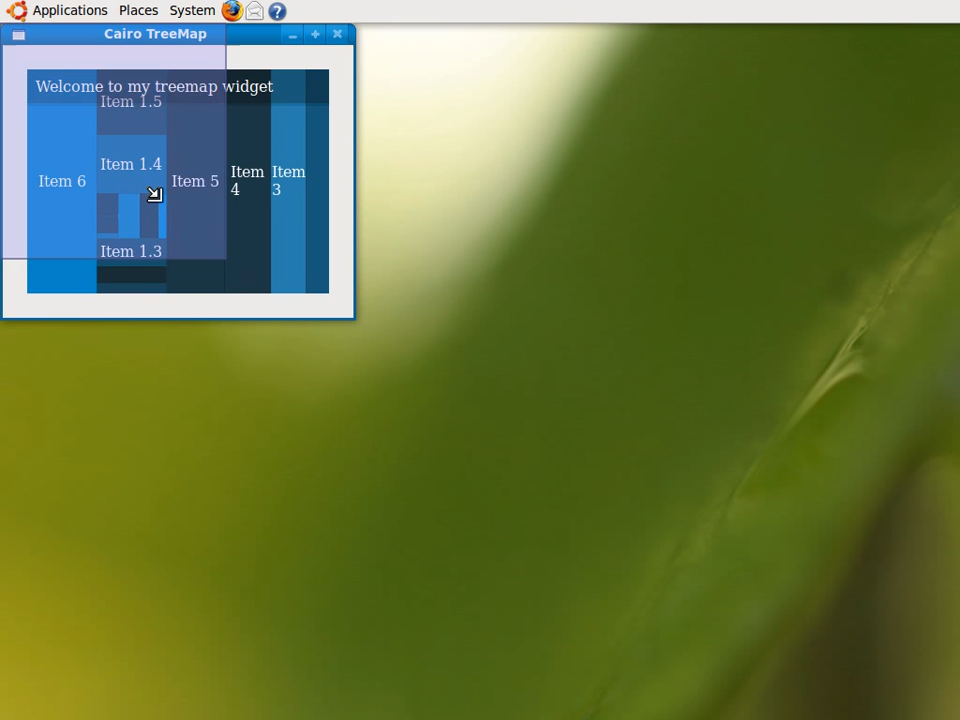 Applications Places System
Cairo TreeMap
Welcome to my treemap widget
Item 1.5
Item 1.4
Item 6
Item 5
Item
4
Item
3
Item 1.3